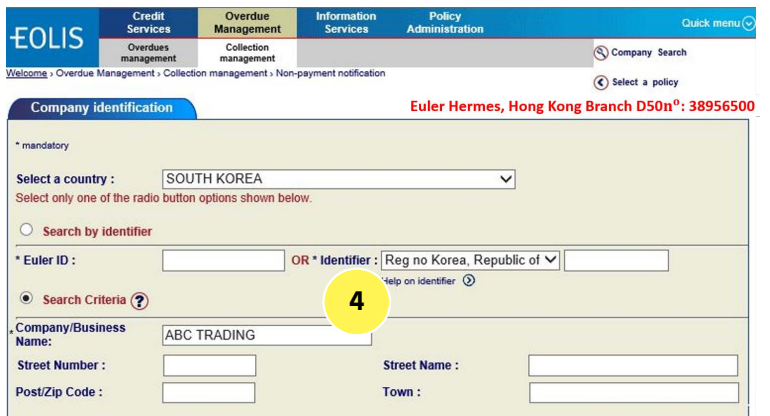 EOLIS
Credit Services
Overdue Management
Information Services
Policy Administration
Quick menu
Overdues management
Collection management
Company Search
Welcome › Overdue Management › Collection management › Non-payment notification
Select a policy
Company identification
Euler Hermes, Hong Kong Branch D50nº: 38956500
* mandatory
Select a country : SOUTH KOREA
Select only one of the radio button options shown below.
Search by identifier
* Euler ID : OR * Identifier : Reg no Korea, Republic of
Help on identifier
Search Criteria ?
4
* Company/Business Name: ABC TRADING
Street Number : Street Name :
Post/Zip Code : Town :